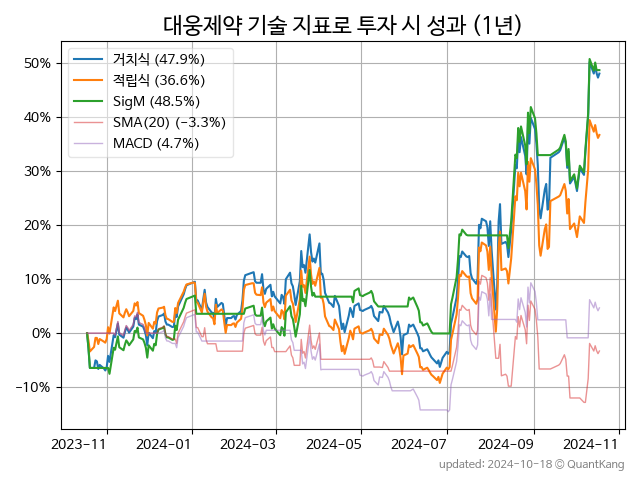 대웅제약 기술 지표로 투자 시 성과 (1년)
거치식 (47.9%)
적립식 (36.6%)
SigM (48.5%)
SMA(20) (−3.3%)
MACD (4.7%)
50%
40%
30%
20%
10%
0%
−10%
2023-11 2024-01 2024-03 2024-05 2024-07 2024-09 2024-11
updated: 2024-10-18 © QuantKang